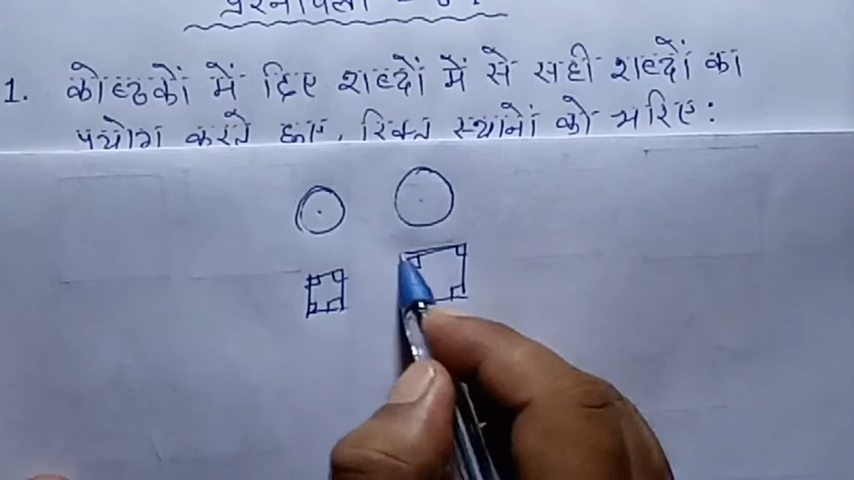 प्रश्नावली -
1. कोष्ठकों में दिए शब्दों में से सही शब्दों का
प्रयोग करते हुए, रिक्त स्थानों को भरिए :